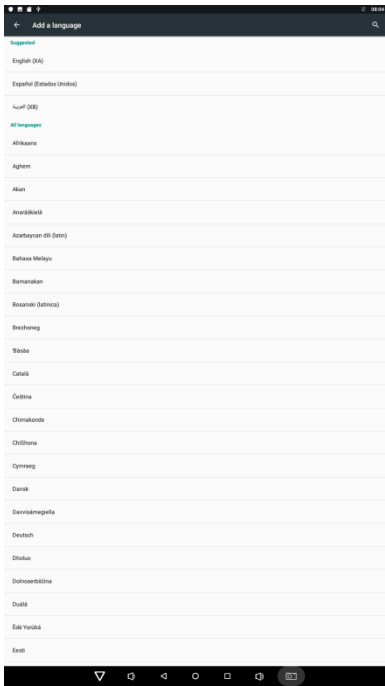 00:04
Add a language
Suggested
English (XA)
Español (Estados Unidos)
العربية (XB)
All languages
Afrikaans
Aghem
Akan
Anarâškielâ
Azərbaycan dili (latın)
Bahasa Melayu
Bamanakan
Bosanski (latinica)
Brezhoneg
Ɓàsàa
Català
Čeština
Chimakonde
ChiShona
Cymraeg
Dansk
Davvisámegiella
Deutsch
Dholuo
Dolnoserbšćina
Duálá
Èdè Yorùbá
Eesti